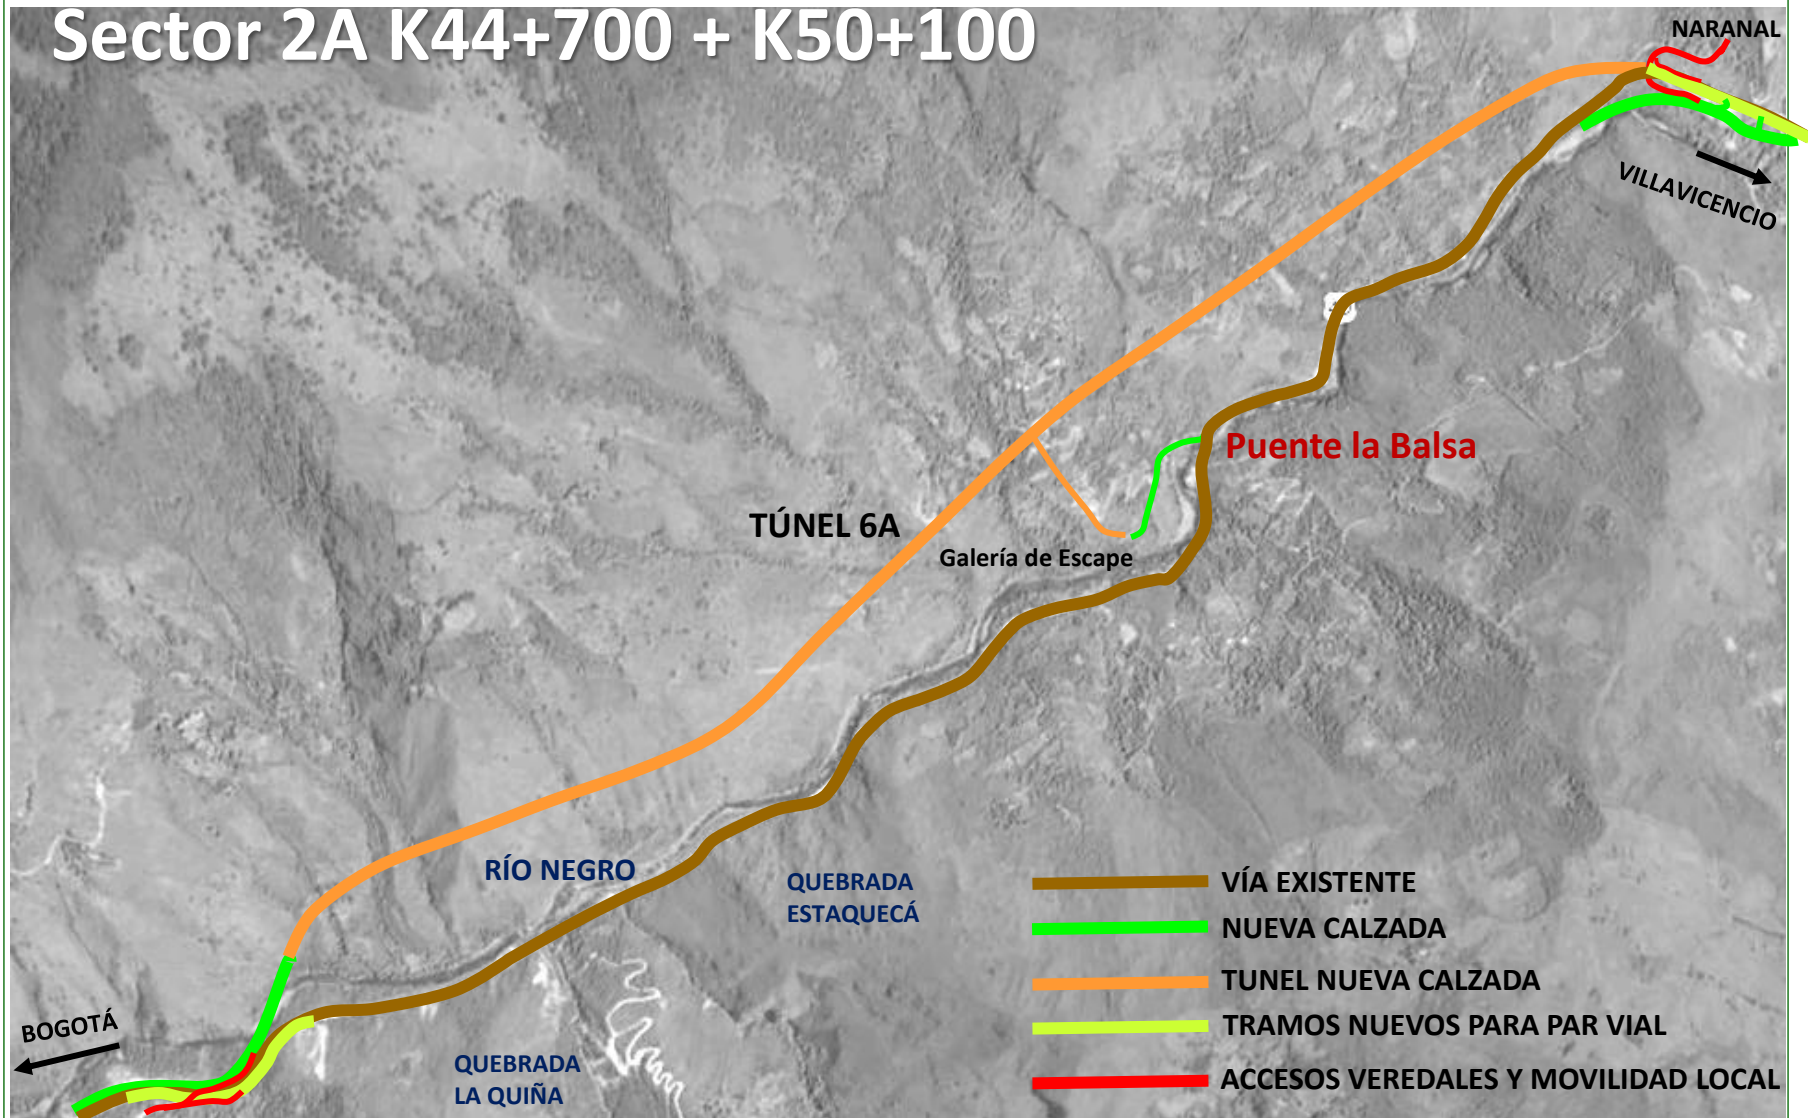 Sector 2A K44+700 + K50+100
NARANAL
VILLAVICENCIO
Puente la Balsa
TÚNEL 6A
Galería de Escape
RÍO NEGRO
QUEBRADA
ESTAQUECÁ
BOGOTÁ
QUEBRADA
LA QUIÑA
VÍA EXISTENTE
NUEVA CALZADA
TUNEL NUEVA CALZADA
TRAMOS NUEVOS PARA PAR VIAL
ACCESOS VEREDALES Y MOVILIDAD LOCAL